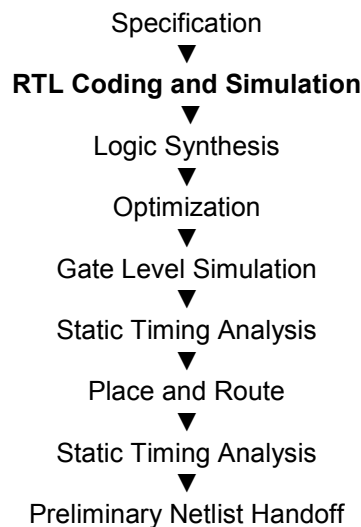 Specification
▼
RTL Coding and Simulation
▼
Logic Synthesis
▼
Optimization
▼
Gate Level Simulation
▼
Static Timing Analysis
▼
Place and Route
▼
Static Timing Analysis
▼
Preliminary Netlist Handoff